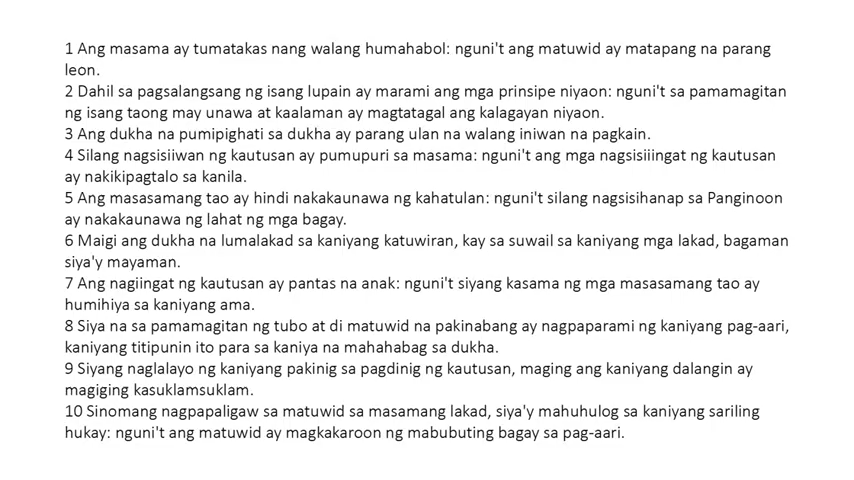 1 Ang masama ay tumatakas nang walang humahabol: nguni't ang matuwid ay matapang na parang
leon.
2 Dahil sa pagsalangsang ng isang lupain ay marami ang mga prinsipe niyaon: nguni't sa pamamagitan
ng isang taong may unawa at kaalaman ay magtatagal ang kalagayan niyaon.
3 Ang dukha na pumipighati sa dukha ay parang ulan na walang iniwan na pagkain.
4 Silang nagsisiiwan ng kautusan ay pumupuri sa masama: nguni't ang mga nagsisiiingat ng kautusan
ay nakikipagtalo sa kanila.
5 Ang masasamang tao ay hindi nakakaunawa ng kahatulan: nguni't silang nagsisihanap sa Panginoon
ay nakakaunawa ng lahat ng mga bagay.
6 Maigi ang dukha na lumalakad sa kaniyang katuwiran, kay sa suwail sa kaniyang mga lakad, bagaman
siya'y mayaman.
7 Ang nagiingat ng kautusan ay pantas na anak: nguni't siyang kasama ng mga masasamang tao ay
humihiya sa kaniyang ama.
8 Siya na sa pamamagitan ng tubo at di matuwid na pakinabang ay nagpaparami ng kaniyang pag-aari,
kaniyang titipunin ito para sa kaniya na mahahabag sa dukha.
9 Siyang naglalayo ng kaniyang pakinig sa pagdinig ng kautusan, maging ang kaniyang dalangin ay
magiging kasuklamsuklam.
10 Sinomang nagpapaligaw sa matuwid sa masamang lakad, siya'y mahuhulog sa kaniyang sariling
hukay: nguni't ang matuwid ay magkakaroon ng mabubuting bagay sa pag-aari.